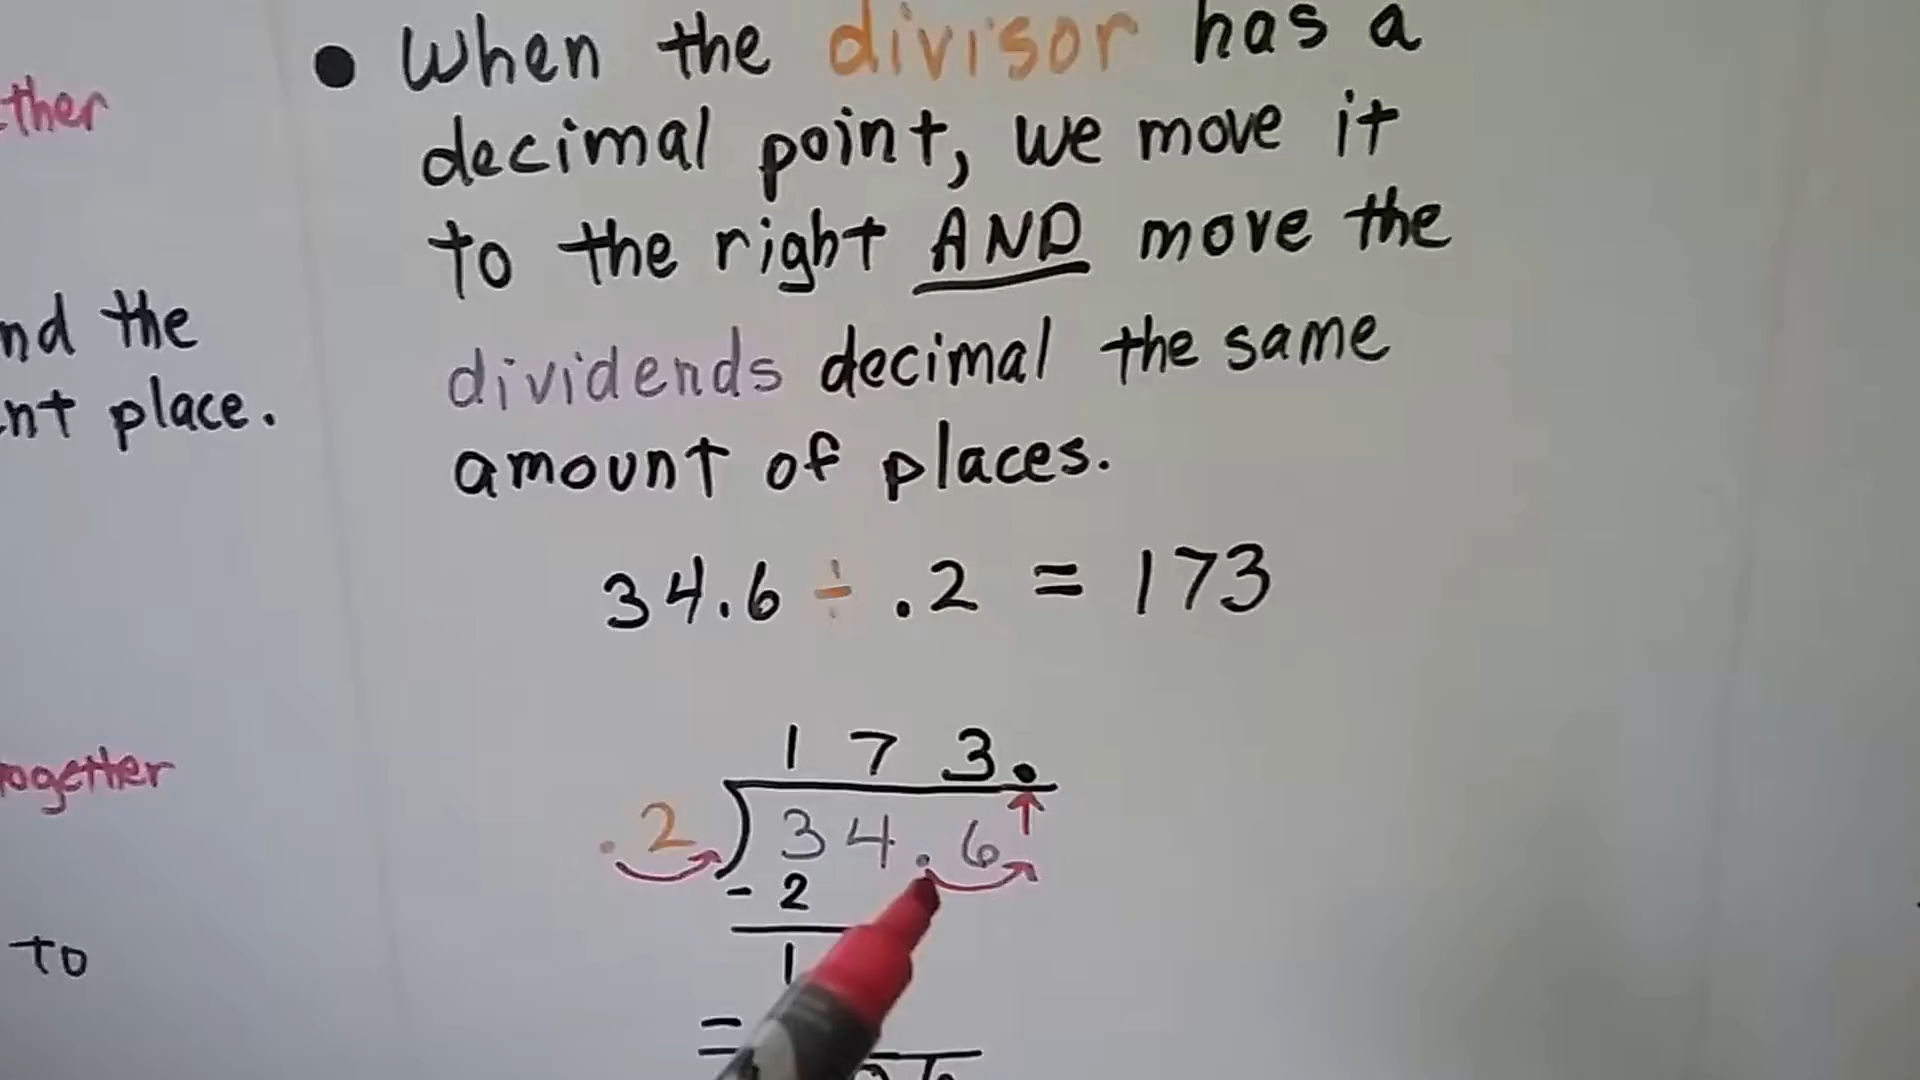 • When the divisor has a
decimal point, we move it
to the right AND move the
dividends decimal the same
amount of places.
34.6 ÷ .2 = 173
1 7 3.
.2 ) 34.6
- 2
1
=
ther
nd the
nt place.
ogether
to